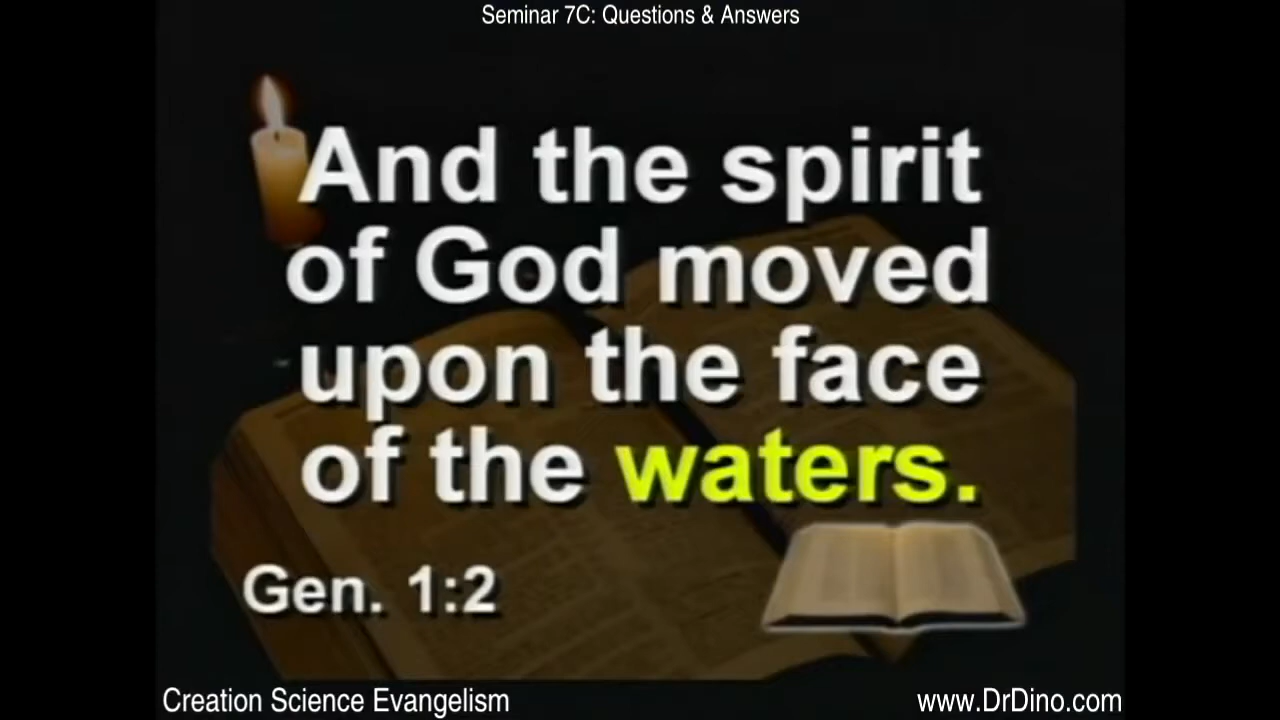 Seminar 7C: Questions & Answers
And the spirit
of God moved
upon the face
of the waters.
Gen. 1:2
Creation Science Evangelism
www.DrDino.com